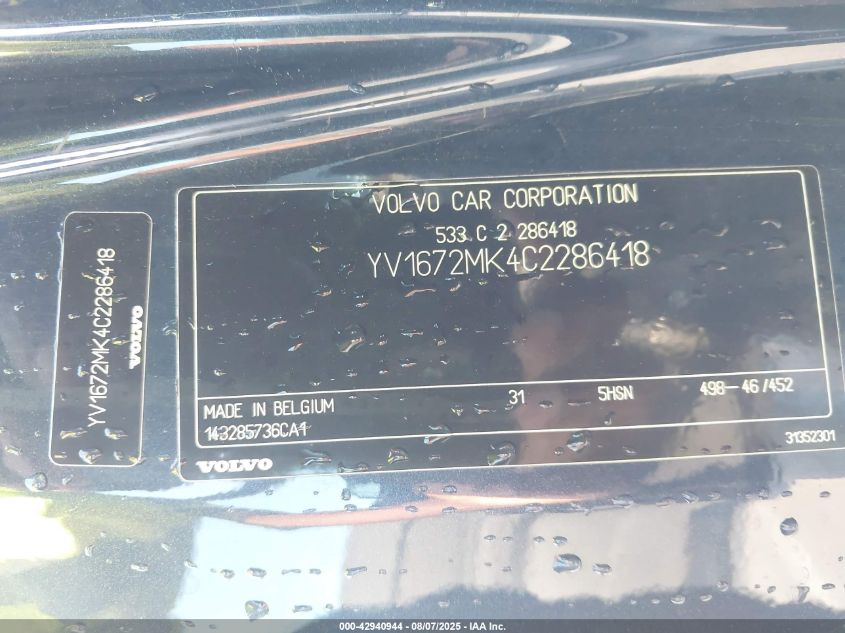 VOLVO CAR CORPORATION
533 C 2 286418
YV1672MK4C2286418
MADE IN BELGIUM 31 5HSN 498-46/452
143285736CA1
31352301
VOLVO
YV1672MK4C2286418
VOLVO
000-42940944 - 08/07/2025 - IAA Inc.